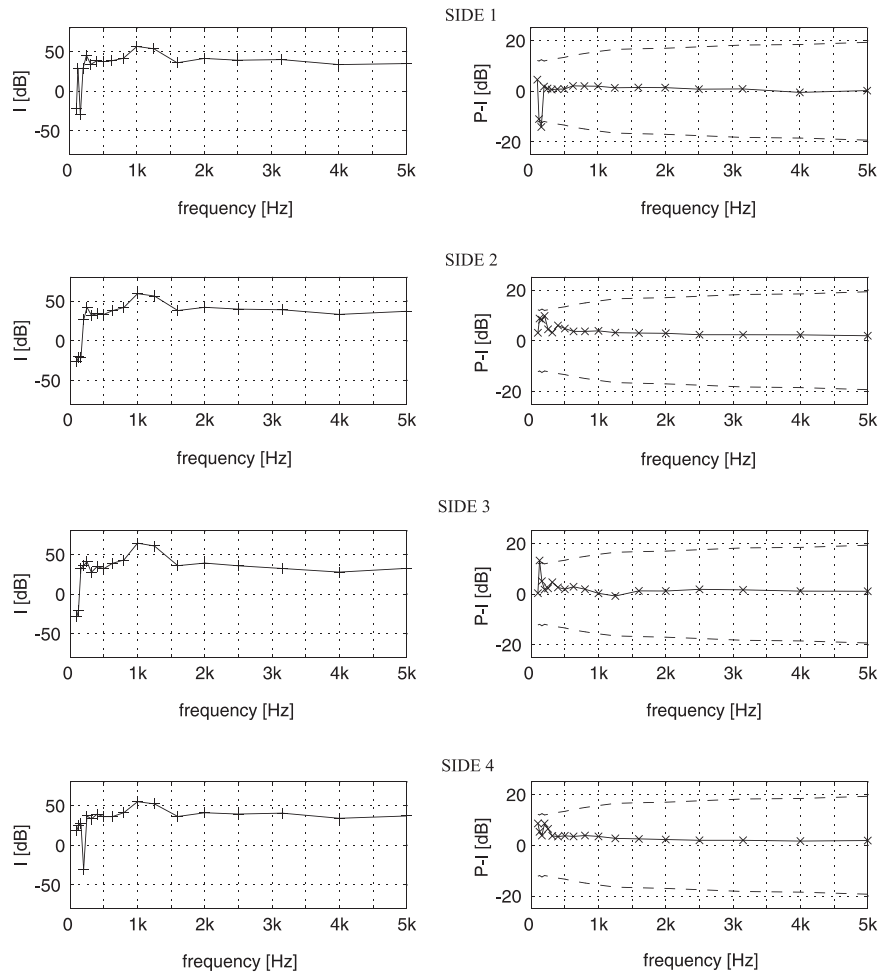 SIDE 1
I [dB]
50
0
-50
0 1k 2k 3k 4k 5k
frequency [Hz]
P-I [dB]
20
0
-20
0 1k 2k 3k 4k 5k
frequency [Hz]
SIDE 2
I [dB]
50
0
-50
0 1k 2k 3k 4k 5k
frequency [Hz]
P-I [dB]
20
0
-20
0 1k 2k 3k 4k 5k
frequency [Hz]
SIDE 3
I [dB]
50
0
-50
0 1k 2k 3k 4k 5k
frequency [Hz]
P-I [dB]
20
0
-20
0 1k 2k 3k 4k 5k
frequency [Hz]
SIDE 4
I [dB]
50
0
-50
0 1k 2k 3k 4k 5k
frequency [Hz]
P-I [dB]
20
0
-20
0 1k 2k 3k 4k 5k
frequency [Hz]